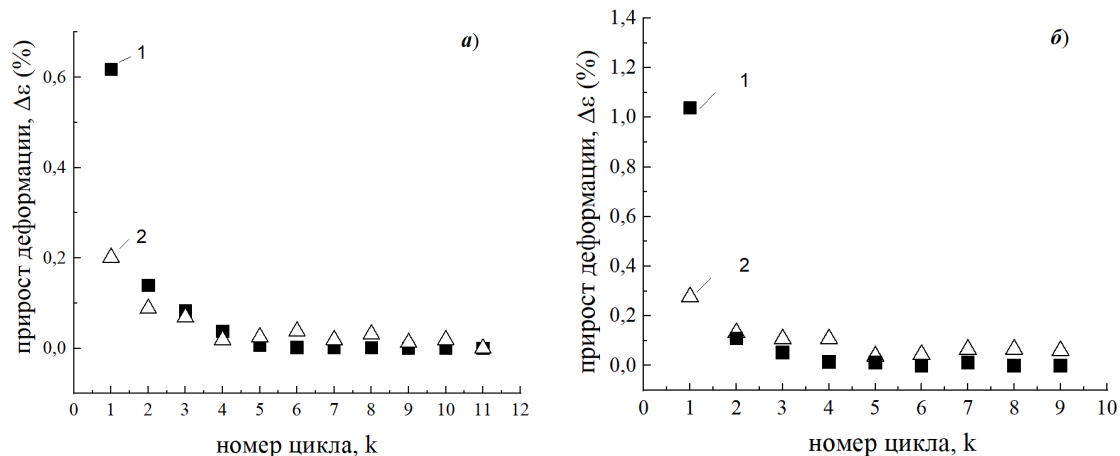 а)
прирост деформации, Δε (%)
0,6
0,4
0,2
0,0
1
2
0 1 2 3 4 5 6 7 8 9 10 11 12
номер цикла, k
б)
прирост деформации, Δε (%)
1,4
1,2
1,0
0,8
0,6
0,4
0,2
0,0
1
2
0 1 2 3 4 5 6 7 8 9 10
номер цикла, k